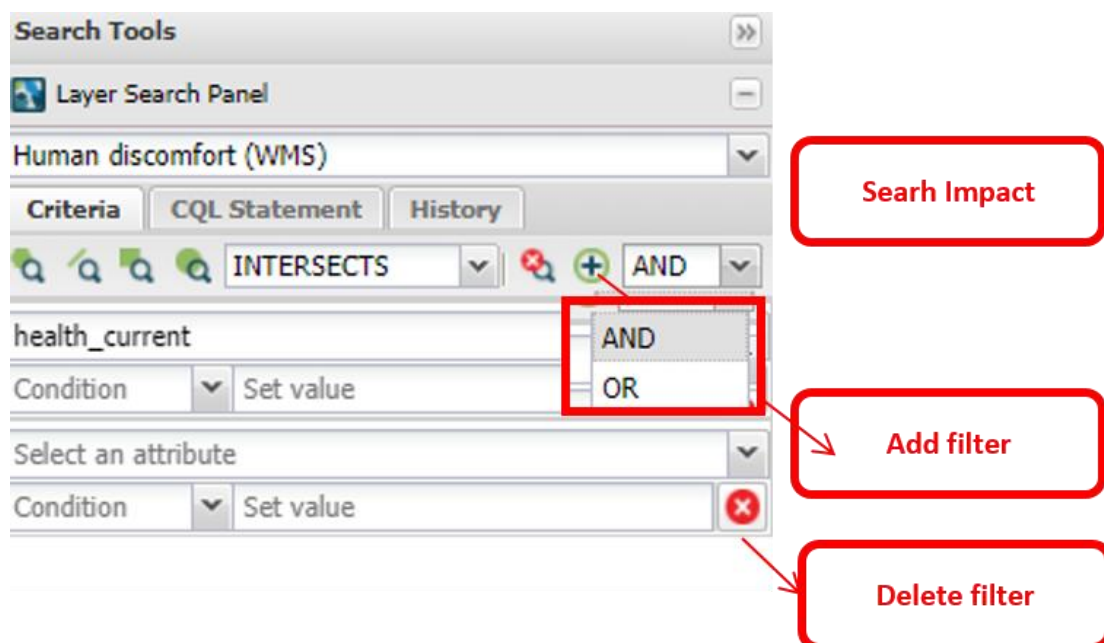 Search Tools
Layer Search Panel
Human discomfort (WMS)
Searh Impact
Criteria CQL Statement History
INTERSECTS AND
health_current
AND
Condition Set value
OR
Add filter
Select an attribute
Condition Set value
Delete filter